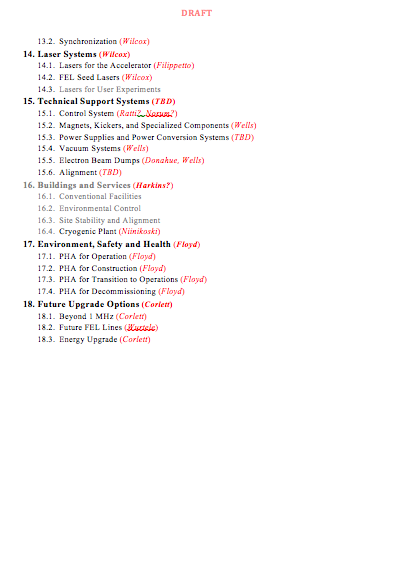 DRAFT
13.2. Synchronization (Wilcox)
14. Laser Systems (Wilcox)
14.1. Lasers for the Accelerator (Filippetto)
14.2. FEL Seed Lasers (Wilcox)
14.3. Lasers for User Experiments
15. Technical Support Systems (TBD)
15.1. Control System (Ratti?, Norum?)
15.2. Magnets, Kickers, and Specialized Components (Wells)
15.3. Power Supplies and Power Conversion Systems (TBD)
15.4. Vacuum Systems (Wells)
15.5. Electron Beam Dumps (Donahue, Wells)
15.6. Alignment (TBD)
16. Buildings and Services (Harkins?)
16.1. Conventional Facilities
16.2. Environmental Control
16.3. Site Stability and Alignment
16.4. Cryogenic Plant (Niinikoski)
17. Environment, Safety and Health (Floyd)
17.1. PHA for Operation (Floyd)
17.2. PHA for Construction (Floyd)
17.3. PHA for Transition to Operations (Floyd)
17.4. PHA for Decommissioning (Floyd)
18. Future Upgrade Options (Corlett)
18.1. Beyond 1 MHz (Corlett)
18.2. Future FEL Lines (Wurtele)
18.3. Energy Upgrade (Corlett)